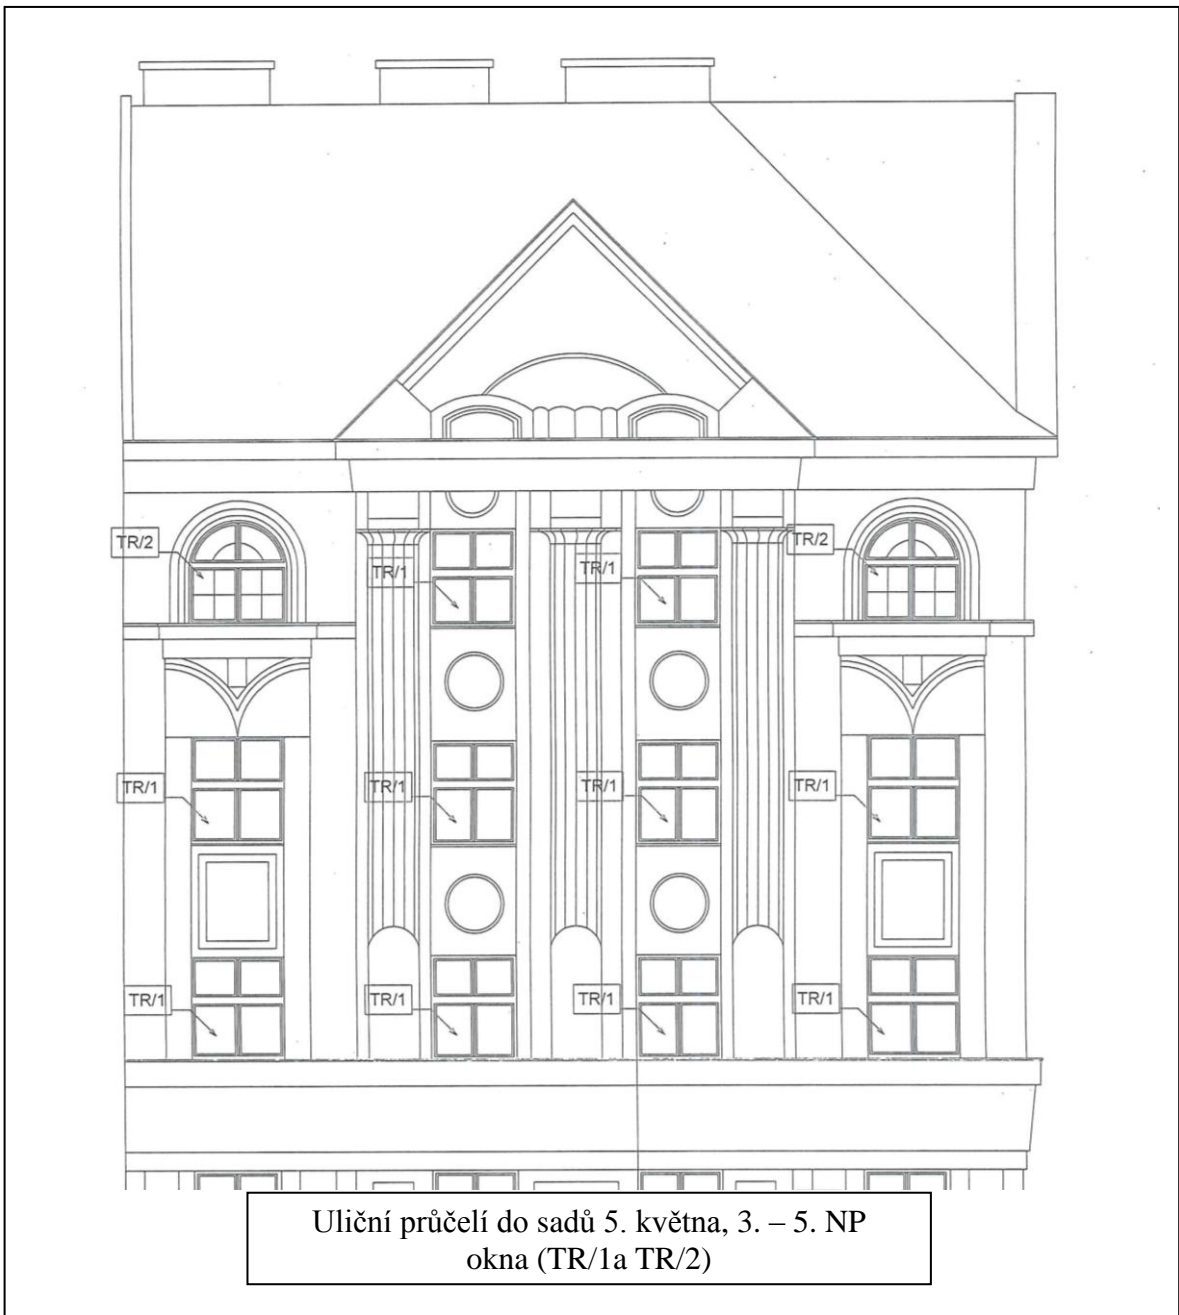 TR/2
TR/1
TR/1
TR/2
TR/1
TR/1
TR/1
TR/1
TR/1
TR/1
TR/1
TR/1
Uliční průčelí do sadů 5. května, 3. – 5. NP
okna (TR/1a TR/2)